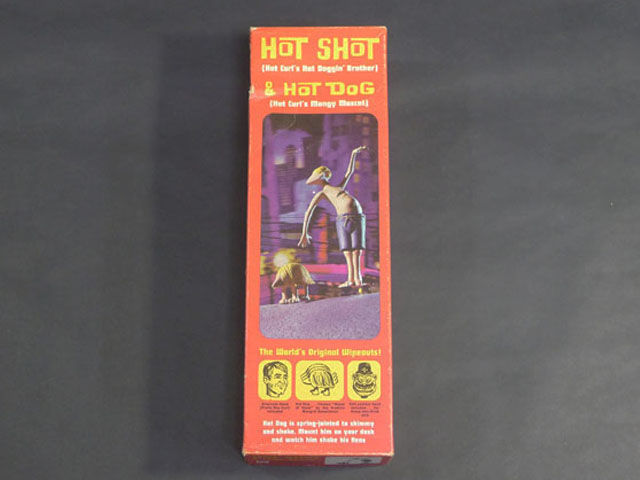 HOT SHOT
(Hot Curl's Hot Doggin' Brother)
& HOT DOG
(Hot Curl's Mangy Mascot)
The World's Original Wipeouts!
Hot Dog is spring-jointed to skimmy
and shake. Mount him on your desk
and watch him shake his fleas